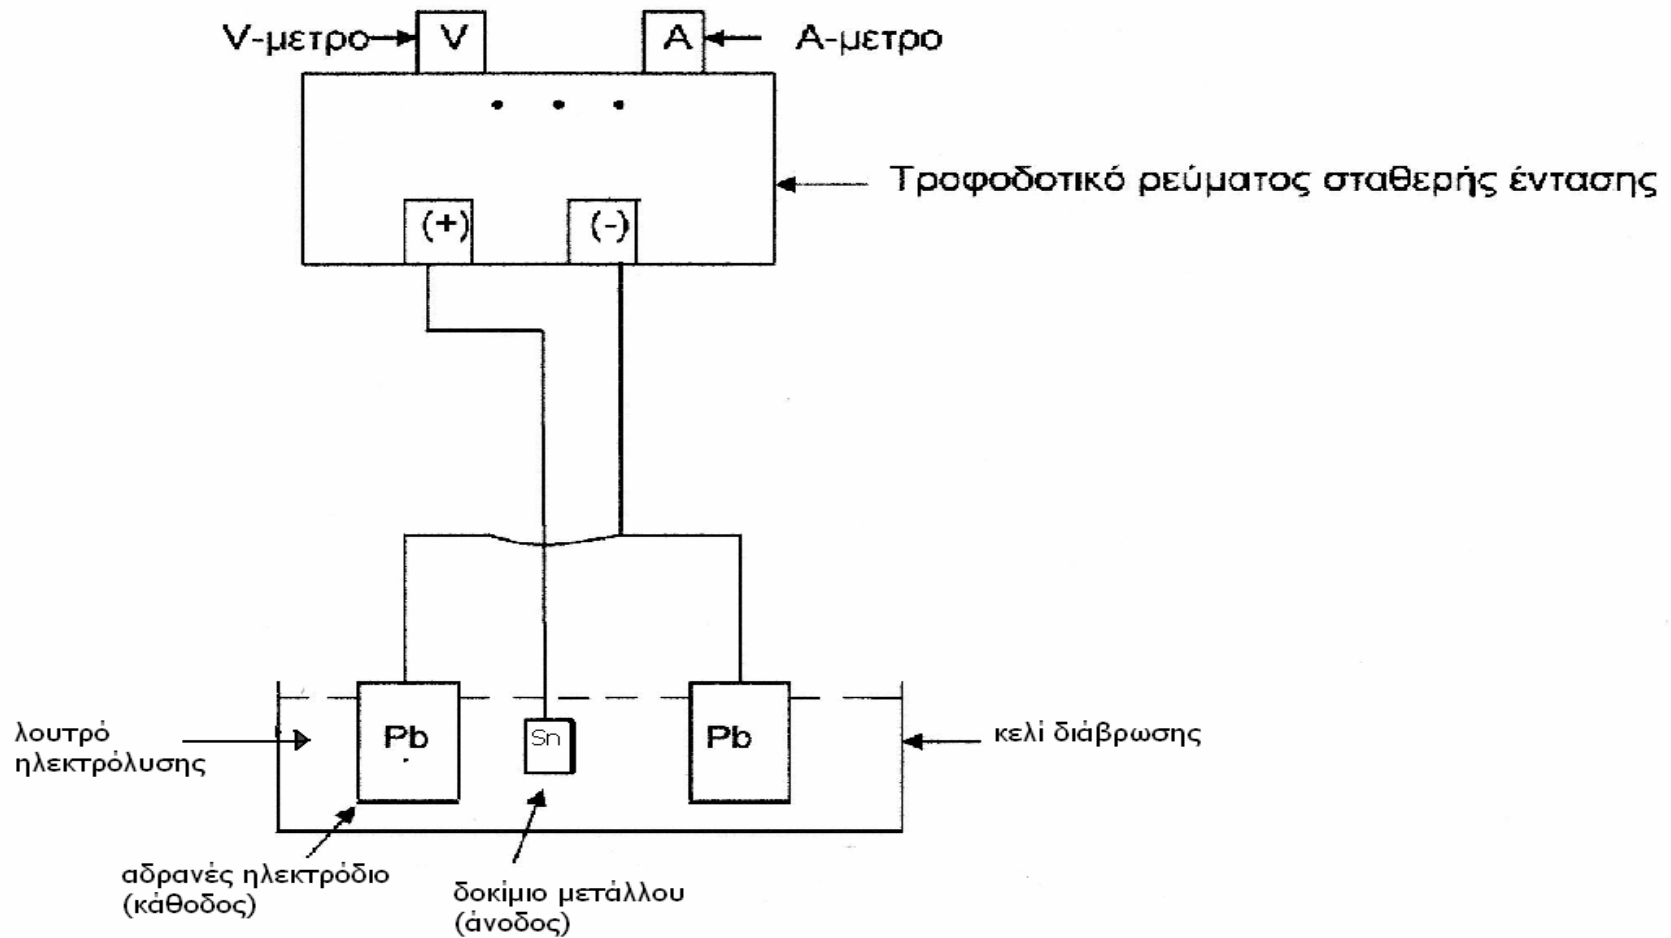 V-μετρο
V
A
A-μετρο
Τροφοδοτικό ρεύματος σταθερής έντασης
(+)
(-)
λουτρό
ηλεκτρόλυσης
Pb
Sn
Pb
κελί διάβρωσης
αδρανές ηλεκτρόδιο
(κάθοδος)
δοκίμιο μετάλλου
(άνοδος)